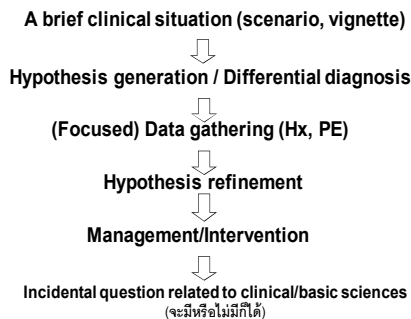 A brief clinical situation (scenario, vignette)
Hypothesis generation / Differential diagnosis
(Focused) Data gathering (Hx, PE)
Hypothesis refinement
Management/Intervention
Incidental question related to clinical/basic sciences
(จะมีหรือไม่มีก็ได้)